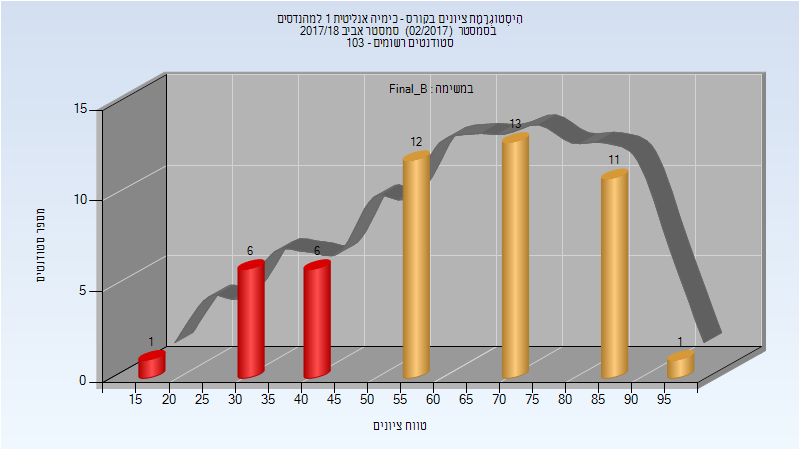 הִיסְטוֹגְרָמַת ציונים בקורס - כימיה אנליטית 1 למהנדסים
בסמסטר (02/2017) סמסטר אביב 2017/18
סטודנטים רשומים - 103
במשימה : Final_B
15
10
5
0
מספר סטודנטים
1
6
6
12
13
11
1
15 20 25 30 35 40 45 50 55 60 65 70 75 80 85 90 95
טווח ציונים